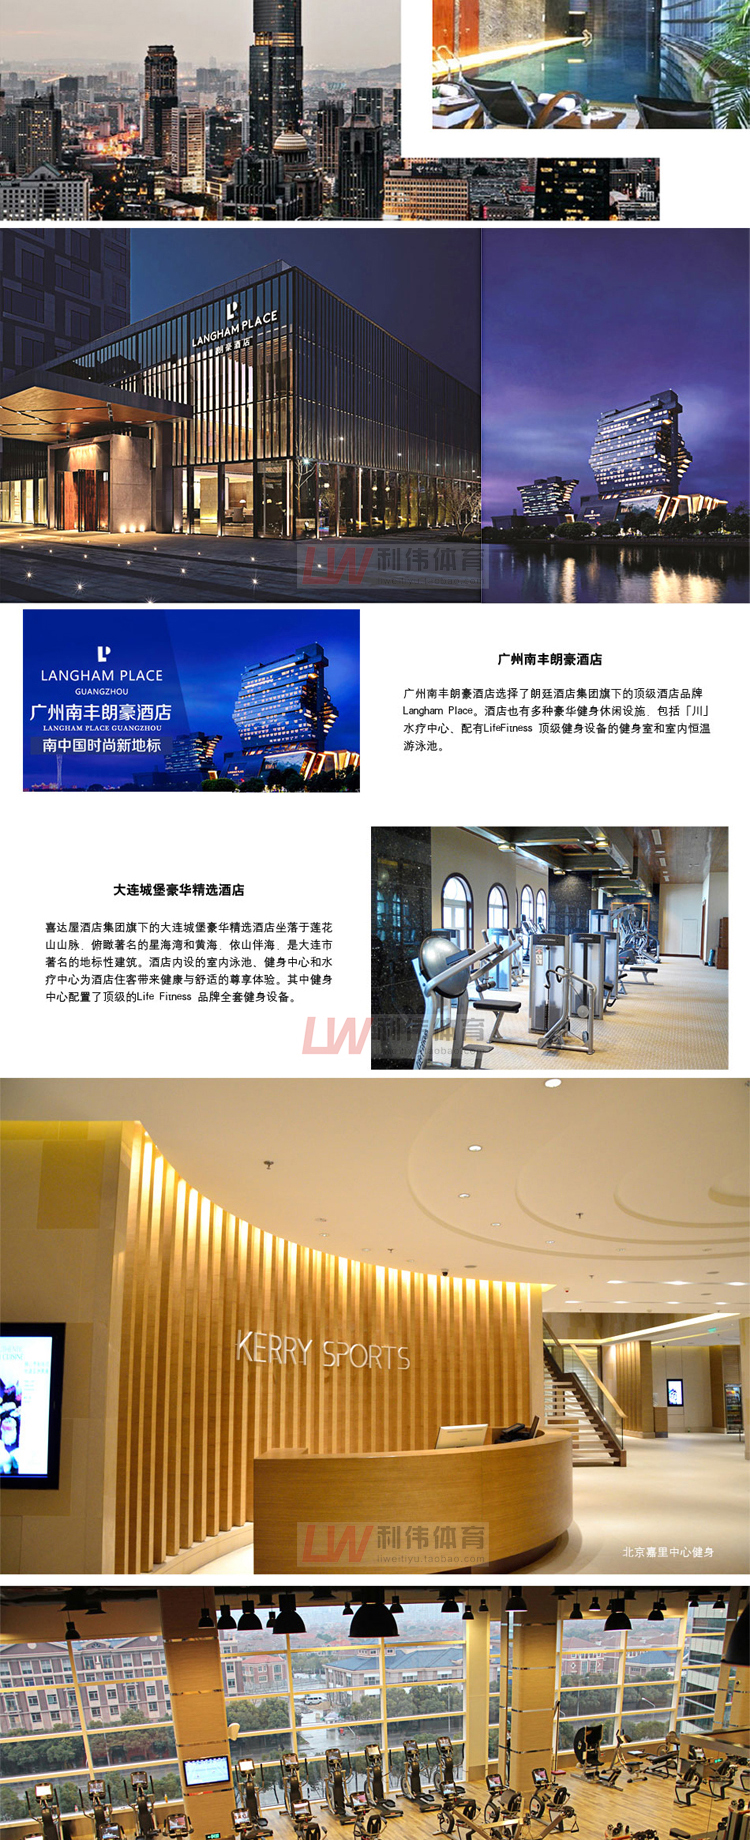 LANGHAM PLACE
朗豪酒店
LW 利伟体育
liweitiyu.taobao.com
LANGHAM PLACE
GUANGZHOU
广州南丰朗豪酒店
LANGHAM PLACE GUANGZHOU
南中国时尚新地标
广州南丰朗豪酒店
广州南丰朗豪酒店选择了朗廷酒店集团旗下的顶级酒店品牌
Langham Place。酒店也有多种豪华健身休闲设施、包括「川」
水疗中心、配有LifeFitness 顶级健身设备的健身室和室内恒温
游泳池。
大连城堡豪华精选酒店
喜达屋酒店集团旗下的大连城堡豪华精选酒店坐落于莲花
山山脉、俯瞰著名的星海湾和黄海、依山伴海、是大连市
著名的地标性建筑。酒店内设的室内泳池、健身中心和水
疗中心为酒店住客带来健康与舒适的尊享体验。其中健身
中心配置了顶级的Life Fitness 品牌全套健身设备。
LW 利伟体育
KERRY SPORTS
LW 利伟体育
liweitiyu.taobao.com
北京嘉里中心健身